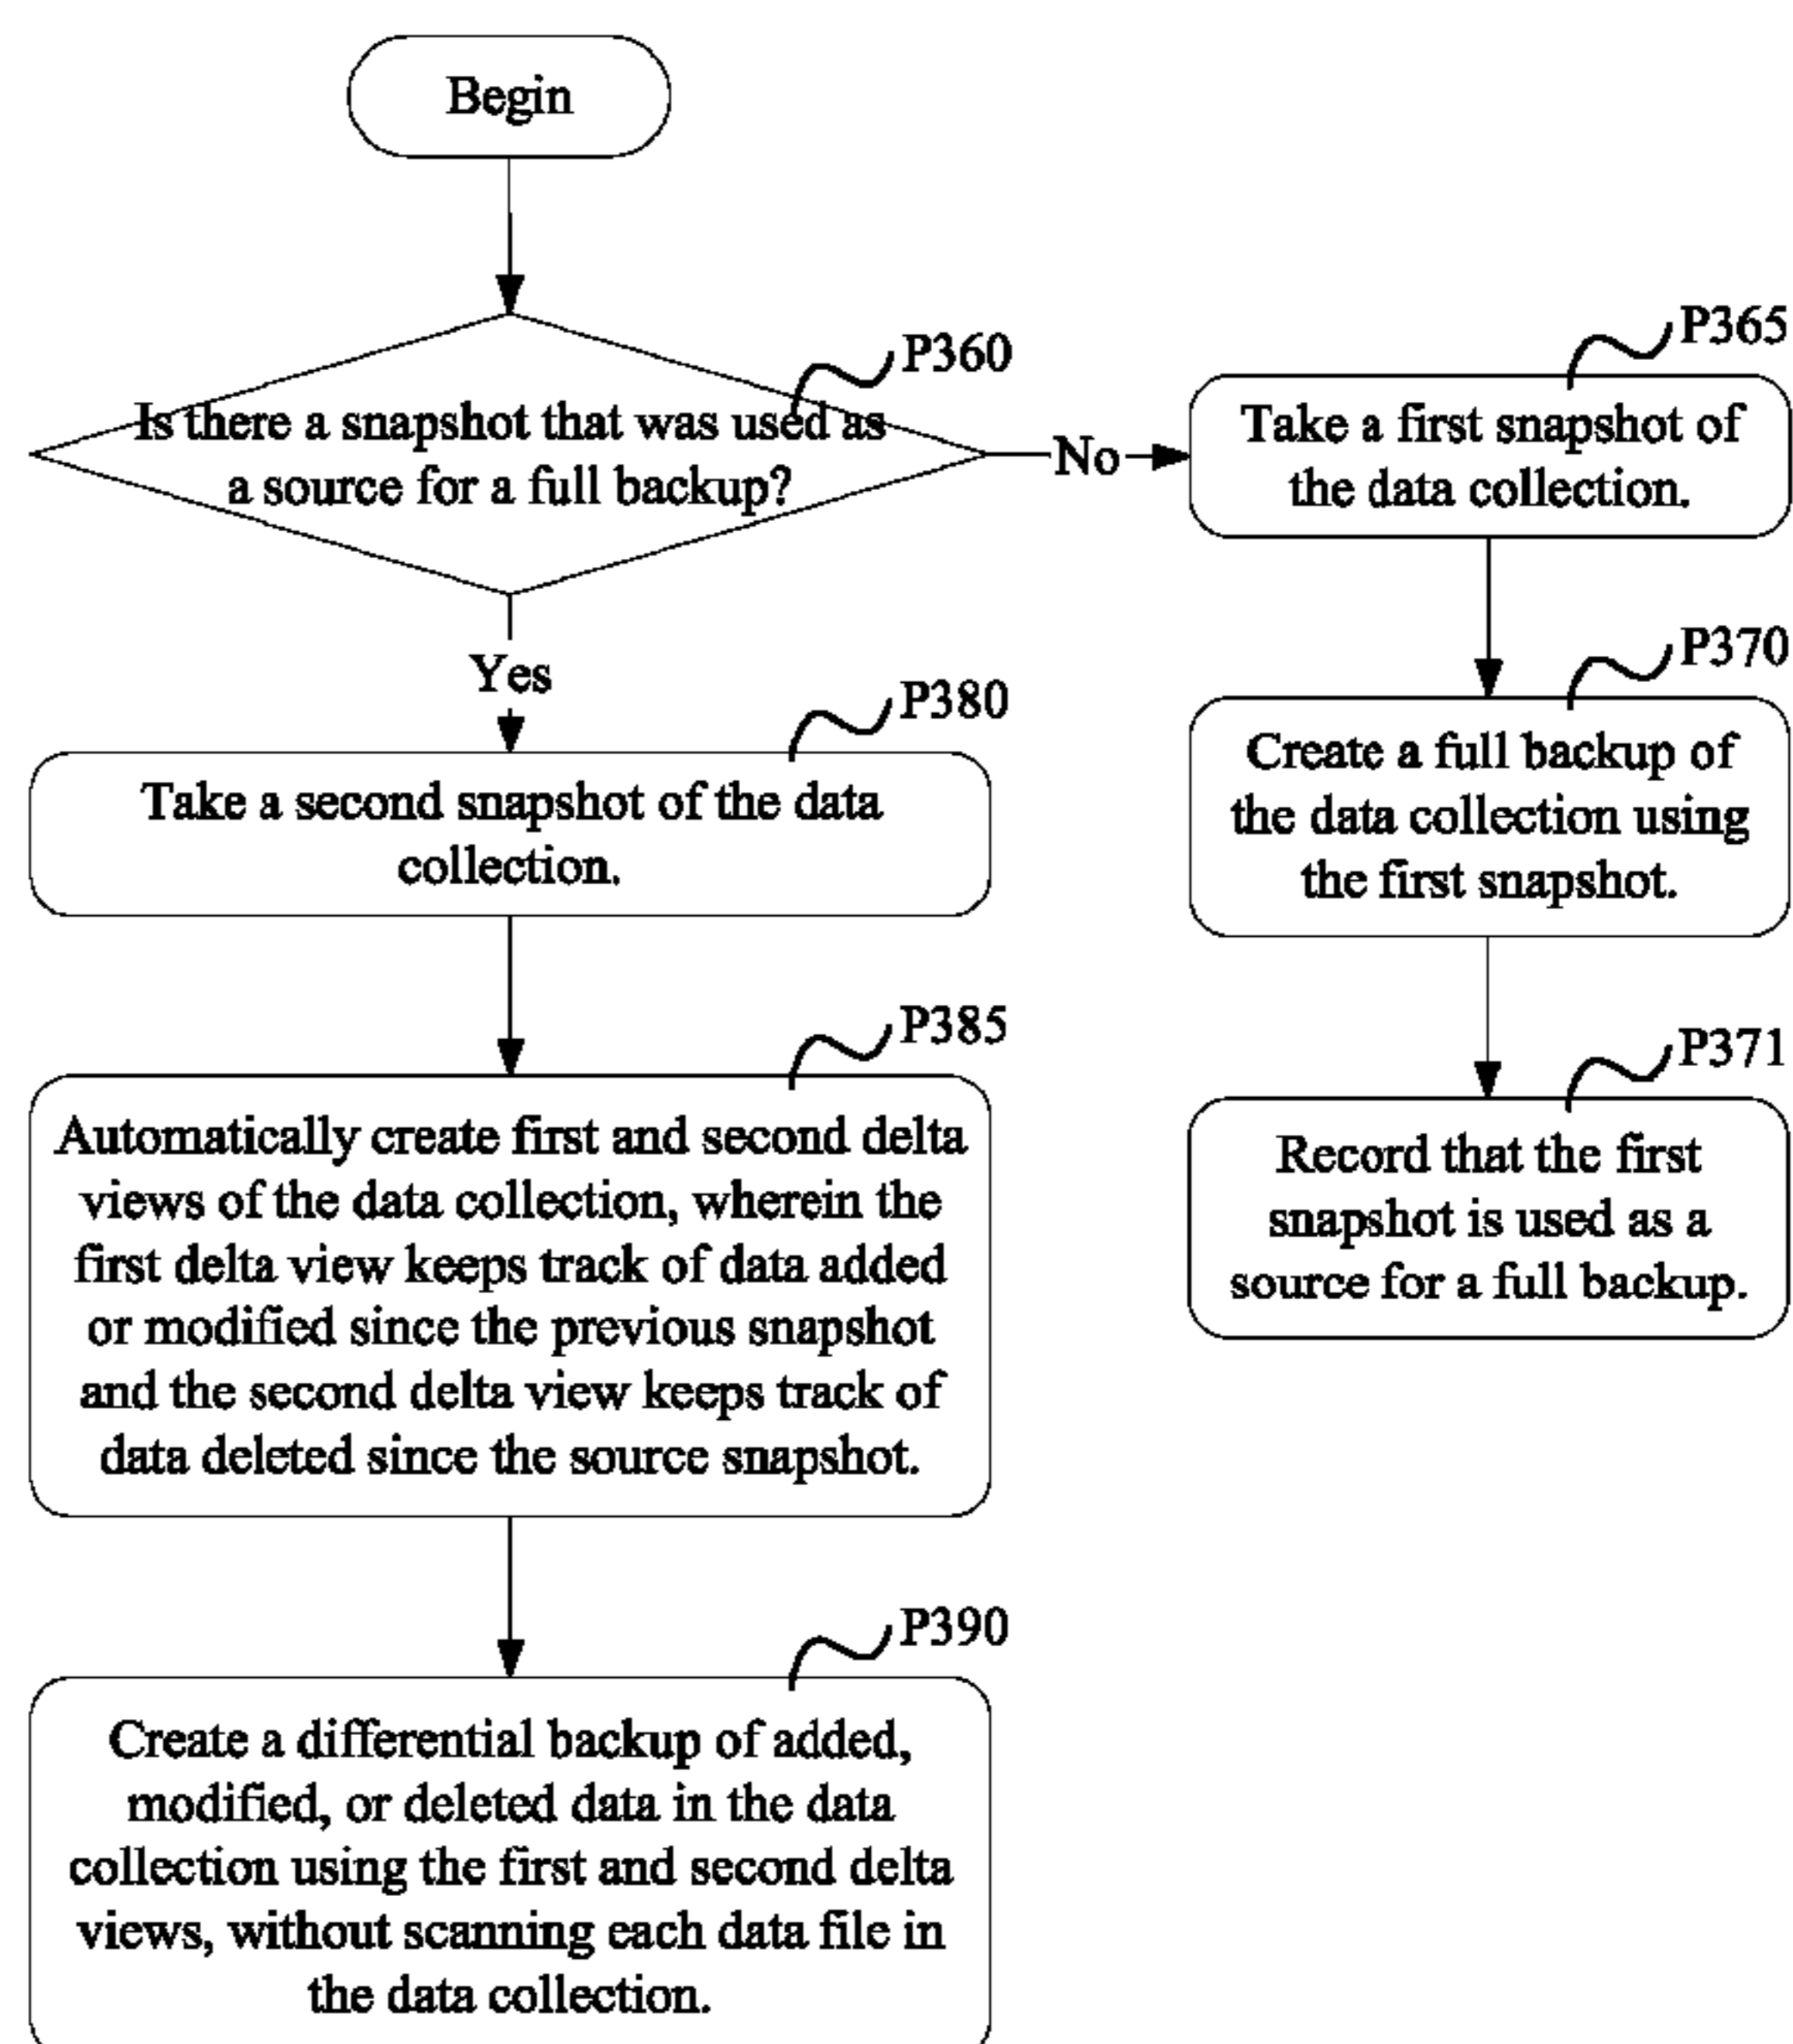 Begin
P360
Is there a snapshot that was used as
a source for a full backup?
No
P365
Take a first snapshot of
the data collection.
P370
Create a full backup of
the data collection using
the first snapshot.
P371
Record that the first
snapshot is used as a
source for a full backup.
Yes
P380
Take a second snapshot of the data
collection.
P385
Automatically create first and second delta
views of the data collection, wherein the
first delta view keeps track of data added
or modified since the previous snapshot
and the second delta view keeps track of
data deleted since the source snapshot.
P390
Create a differential backup of added,
modified, or deleted data in the data
collection using the first and second delta
views, without scanning each data file in
the data collection.